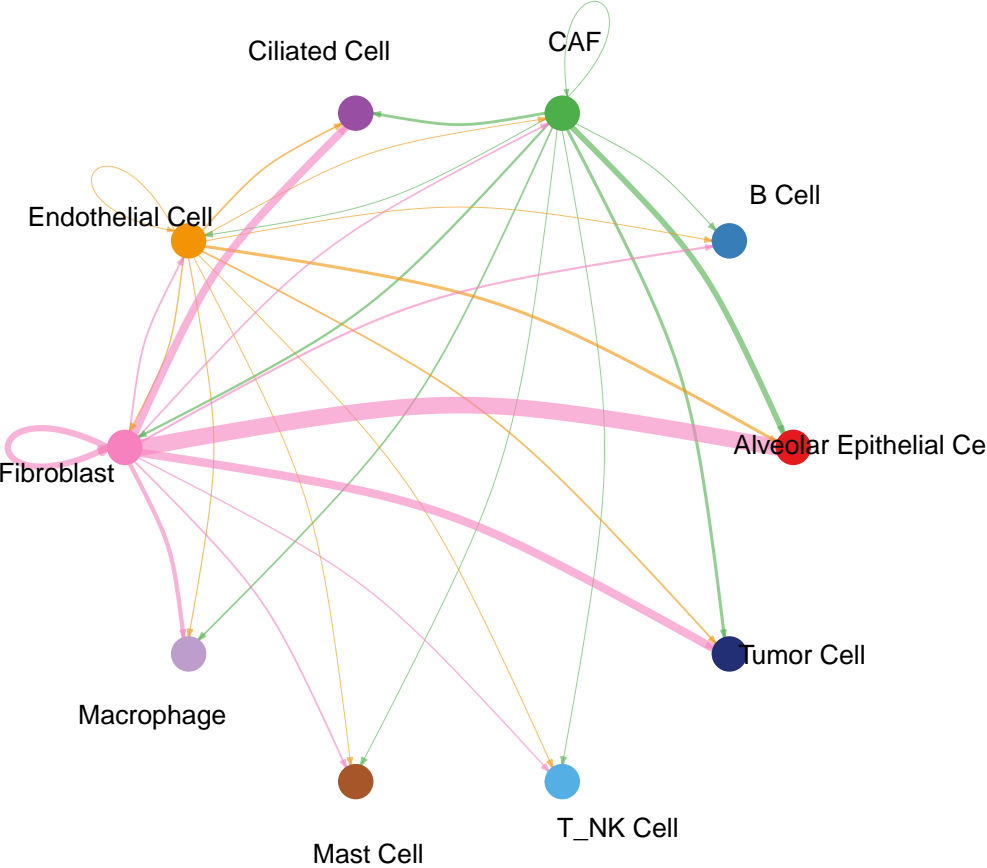 CAF
Ciliated Cell
B Cell
Endothelial Cell
Alveolar Epithelial Ce
Fibroblast
Tumor Cell
Macrophage
T_NK Cell
Mast Cell